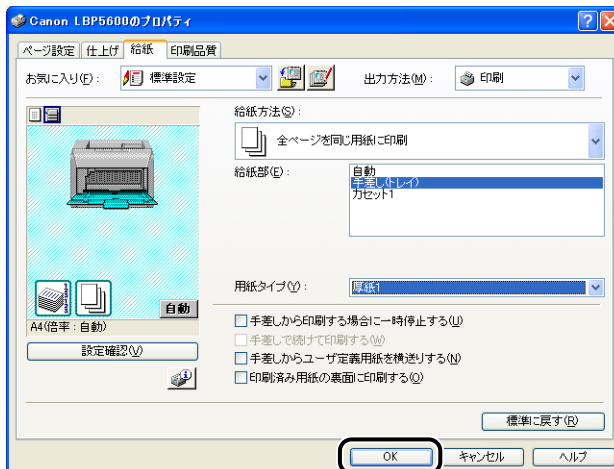 Canon LBP5600のプロパティ
ページ設定 仕上げ 給紙 印刷品質
お気に入り(F): 標準設定 出力方法(M): 印刷
給紙方法(S):
全ページを同じ用紙に印刷
給紙部(E): 自動
手差し(トレイ)
カセット1
自動
用紙タイプ(Y): 厚紙1
A4(倍率:自動)
設定確認(V)
手差しから印刷する場合に一時停止する(U)
手差しで続けて印刷する(W)
手差しからユーザ定義用紙を横送りする(N)
印刷済み用紙の裏面に印刷する(O)
標準に戻す(R)
OK キャンセル ヘルプ